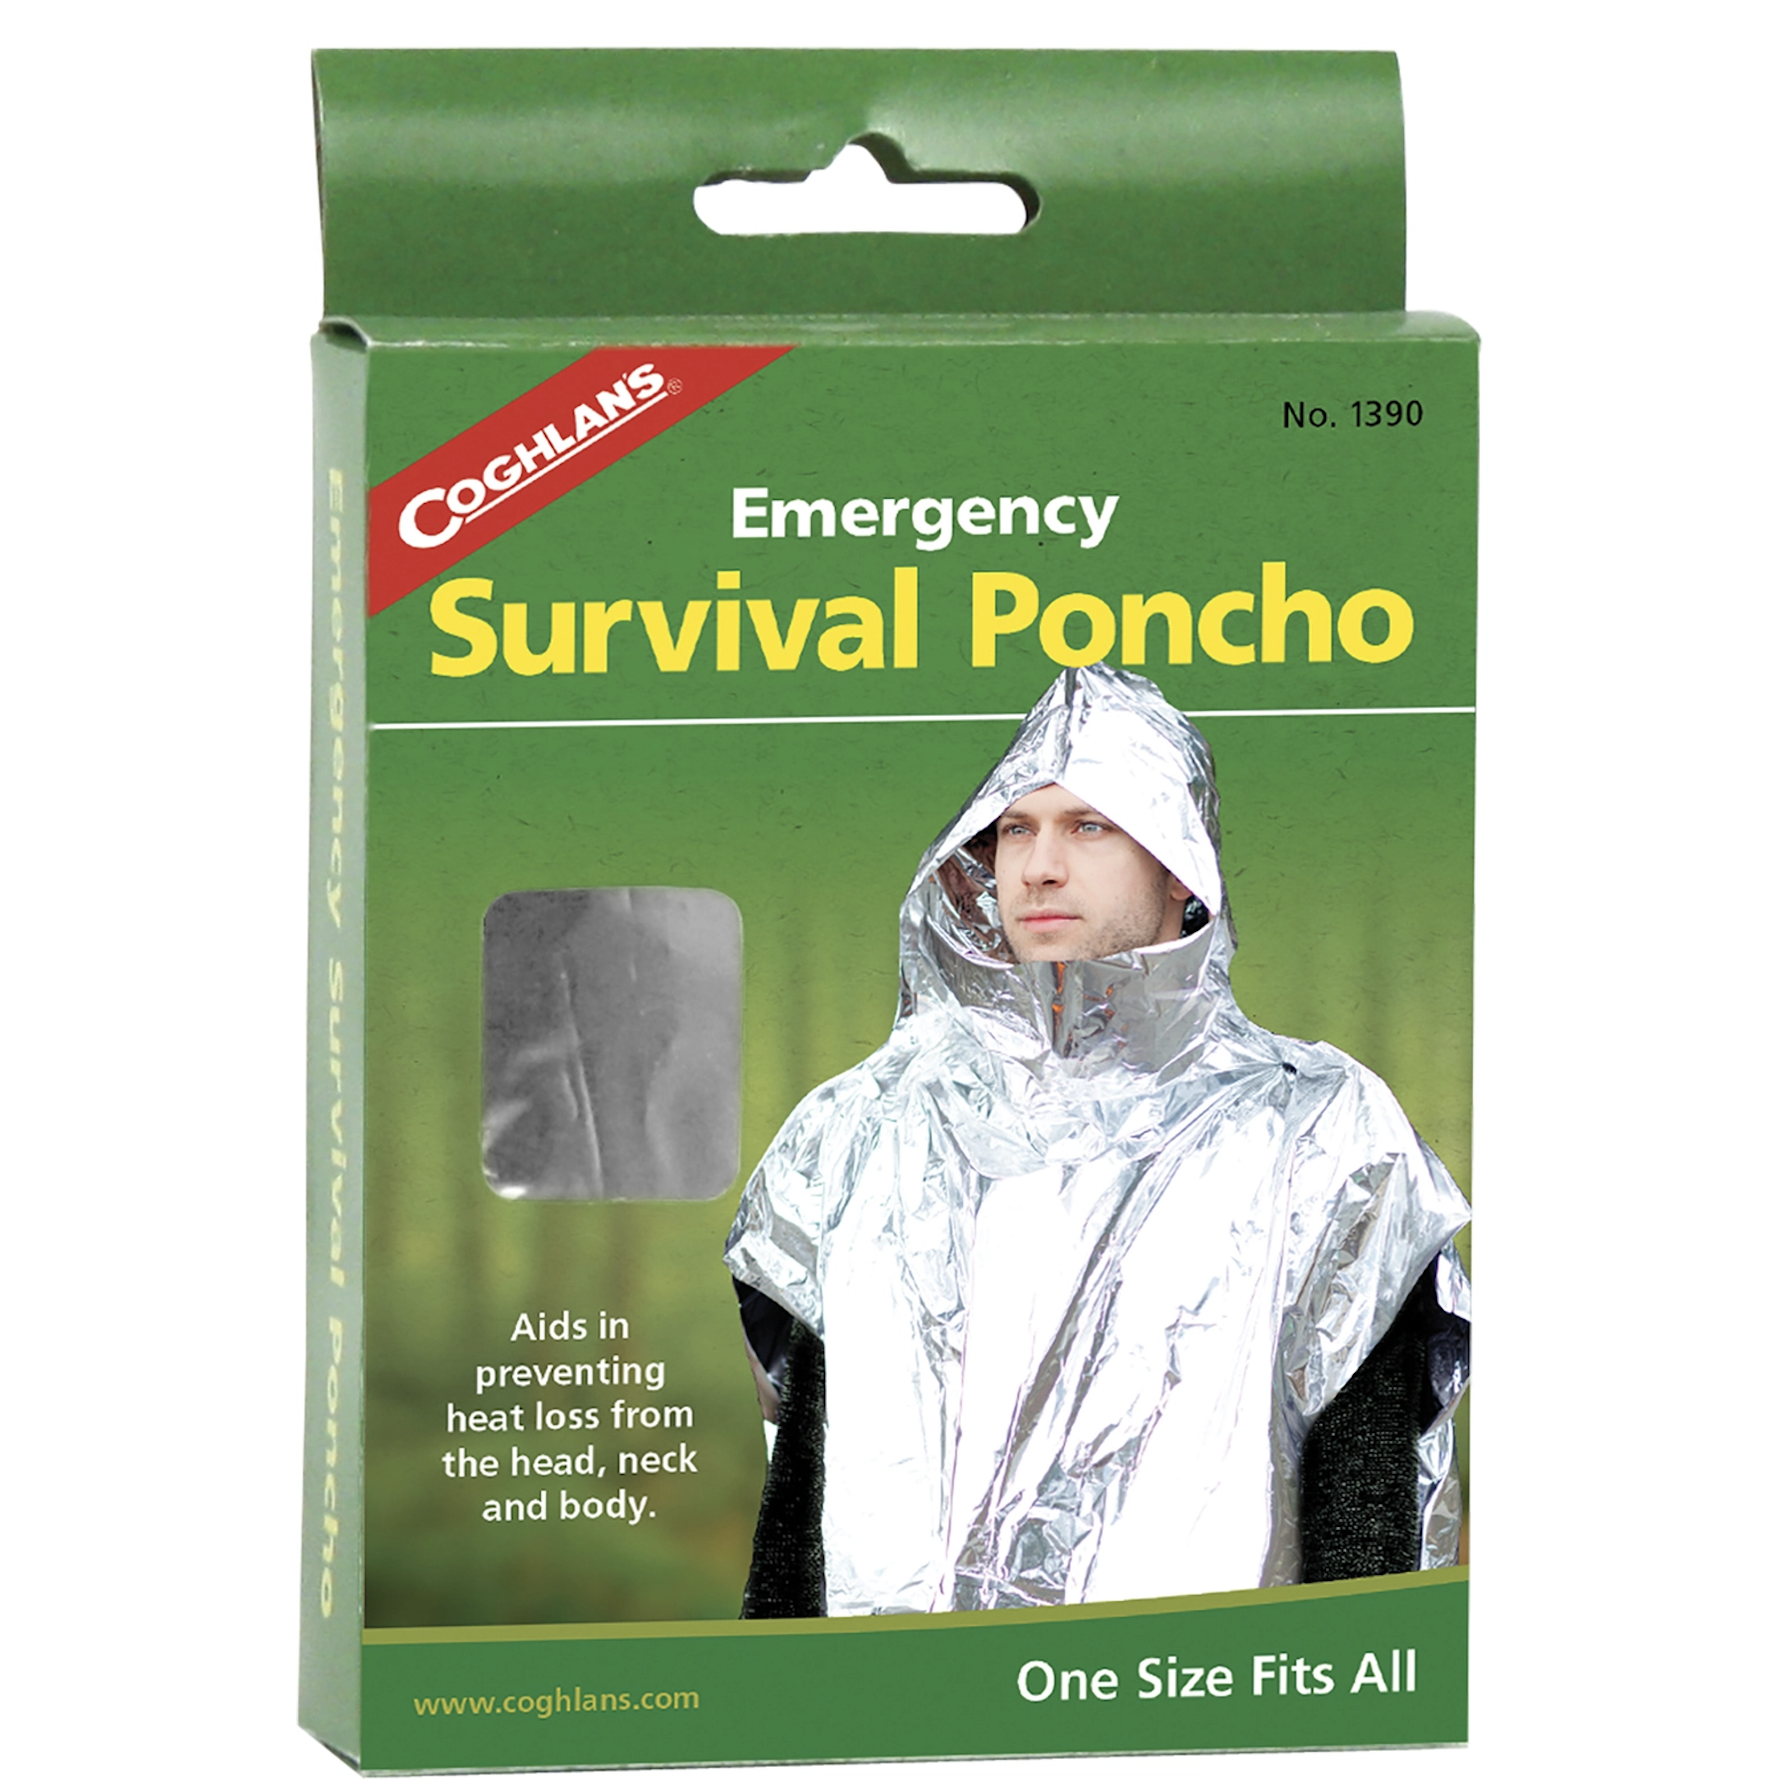 COGHLAN'S®
No. 1390
Emergency
Survival Poncho
Aids in
preventing
heat loss from
the head, neck
and body.
www.coghlans.com
One Size Fits All
Emergency Survival Poncho